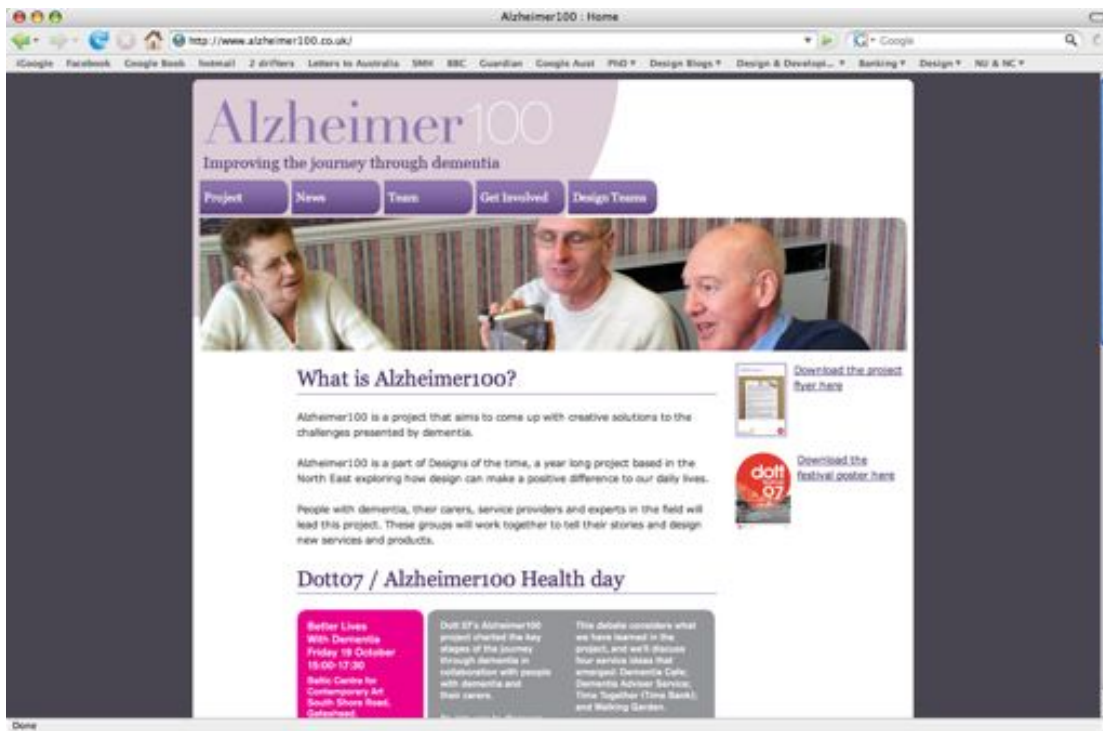 Alzheimer100 : Home
http://www.alzheimer100.co.uk/
Google
iGoogle Facebook Google Book hotmail 2 drifters Letters to Australia SMH BBC Guardian Google Aust PhD Design Blogs Design & Developi... Banking Design NU & NC
Alzheimer100
Improving the journey through dementia
Project News Team Get Involved Design Teams
What is Alzheimer100?
Alzheimer100 is a project that aims to come up with creative solutions to the
challenges presented by dementia.
Alzheimer100 is a part of Designs of the time, a year long project based in the
North East exploring how design can make a positive difference to our daily lives.
People with dementia, their carers, service providers and experts in the field will
lead this project. These groups will work together to tell their stories and design
new services and products.
Download the project
flyer here
dott
07
Download the
festival poster here
Dott07 / Alzheimer100 Health day
Better Lives
With Dementia
Friday 19 October
15:00-17:30
Baltic Centre for
Contemporary Art
South Shore Road,
Gateshead,
Dott 07's Alzheimer100
project charted the key
stages of the journey
through dementia in
collaboration with people
with dementia and
their carers.
This debate considers what
we have learned in the
project, and we'll discuss
four service ideas that
emerged: Dementia Cafe;
Dementia Adviser Service;
Time Together (Time Bank);
and Walking Garden.
Done